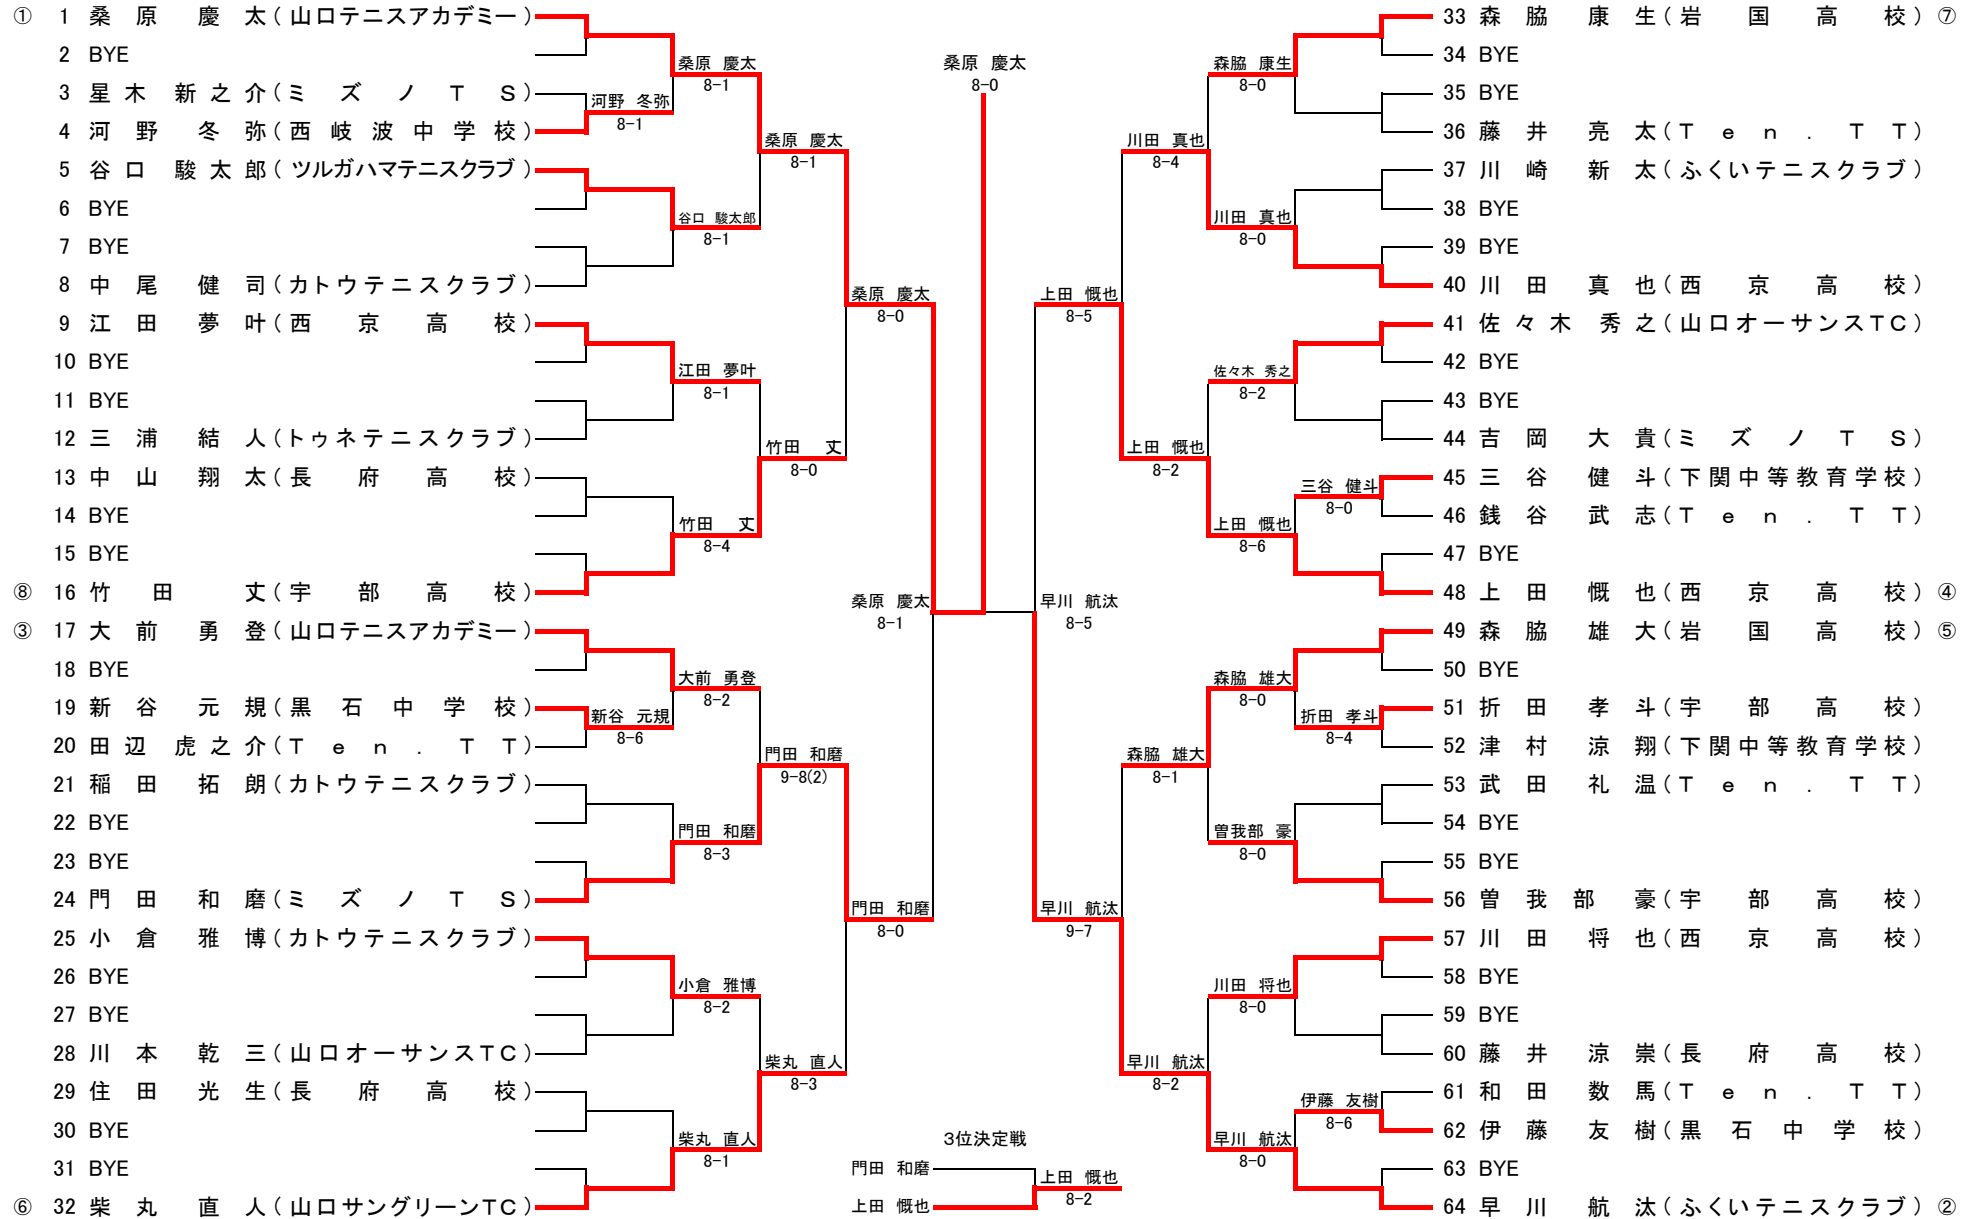 ① 1 桑原 慶太(山口テニスアカデミー)
2 BYE
3 星木 新之介(ミズノTS)
4 河野 冬弥(西岐波中学校)
5 谷口 駿太郎(ツルガハマテニスクラブ)
6 BYE
7 BYE
8 中尾 健司(カトウテニスクラブ)
9 江田 夢叶(西京高校)
10 BYE
11 BYE
12 三浦 結人(トゥネテニスクラブ)
13 中山 翔太(長府高校)
14 BYE
15 BYE
⑧ 16 竹田 丈(宇部高校)
③ 17 大前 勇登(山口テニスアカデミー)
18 BYE
19 新谷 元規(黒石中学校)
20 田辺 虎之介(Ten.TT)
21 稲田 拓朗(カトウテニスクラブ)
22 BYE
23 BYE
24 門田 和磨(ミズノTS)
25 小倉 雅博(カトウテニスクラブ)
26 BYE
27 BYE
28 川本 乾三(山口オーサンスTC)
29 住田 光生(長府高校)
30 BYE
31 BYE
⑥ 32 柴丸 直人(山口サングリーンTC)
河野 冬弥
8-1
新谷 元規
8-6
桑原 慶太
8-1
谷口 駿太郎
8-1
江田 夢叶
8-1
竹田 丈
8-4
大前 勇登
8-2
門田 和磨
8-3
小倉 雅博
8-2
柴丸 直人
8-1
桑原 慶太
8-1
竹田 丈
8-0
門田 和磨
9-8(2)
柴丸 直人
8-3
桑原 慶太
8-0
門田 和磨
8-0
桑原 慶太
8-1
桑原 慶太
8-0
早川 航汰
8-5
上田 慨也
8-5
早川 航汰
9-7
川田 真也
8-4
上田 慨也
8-2
森脇 雄大
8-1
早川 航汰
8-2
森脇 康生
8-0
川田 真也
8-0
佐々木 秀之
8-2
上田 慨也
8-6
森脇 雄大
8-0
曽我部 豪
8-0
川田 将也
8-0
早川 航汰
8-0
三谷 健斗
8-0
折田 孝斗
8-4
伊藤 友樹
8-6
33 森脇 康生(岩国高校) ⑦
34 BYE
35 BYE
36 藤井 亮太(Ten.TT)
37 川崎 新太(ふくいテニスクラブ)
38 BYE
39 BYE
40 川田 真也(西京高校)
41 佐々木 秀之(山口オーサンスTC)
42 BYE
43 BYE
44 吉岡 大貴(ミズノTS)
45 三谷 健斗(下関中等教育学校)
46 銭谷 武志(Ten.TT)
47 BYE
48 上田 慨也(西京高校) ④
49 森脇 雄大(岩国高校) ⑤
50 BYE
51 折田 孝斗(宇部高校)
52 津村 涼翔(下関中等教育学校)
53 武田 礼温(Ten.TT)
54 BYE
55 BYE
56 曽我部 豪(宇部高校)
57 川田 将也(西京高校)
58 BYE
59 BYE
60 藤井 涼崇(長府高校)
61 和田 数馬(Ten.TT)
62 伊藤 友樹(黒石中学校)
63 BYE
64 早川 航汰(ふくいテニスクラブ) ②
3位決定戦
門田 和磨
上田 慨也
上田 慨也
8-2